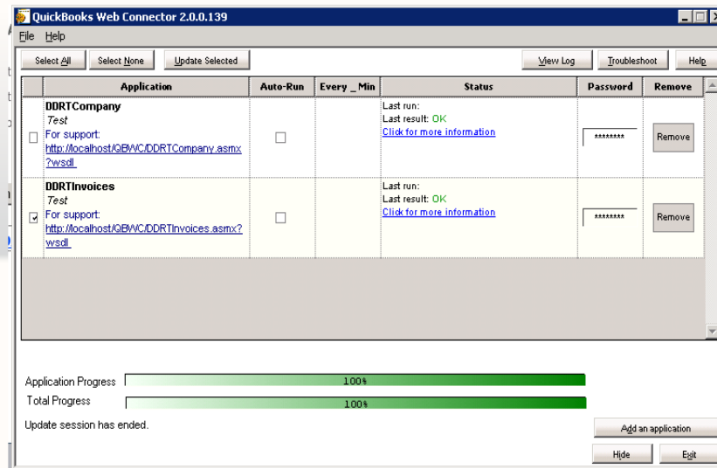 QuickBooks Web Connector 2.0.0.139
File Help
Select All Select None Update Selected View Log Troubleshoot Help
Application Auto-Run Every _ Min Status Password Remove
DDRTCompany
Test
For support:
http://localhost/QBWC/DDRTCompany.asmx
?wsdl
Last run:
Last result: OK
Click for more information
********
Remove
DDRTInvoices
Test
For support:
http://localhost/QBWC/DDRTInvoices.asmx?
wsdl
Last run:
Last result: OK
Click for more information
********
Remove
Application Progress 100%
Total Progress 100%
Update session has ended.
Add an application
Hide Exit